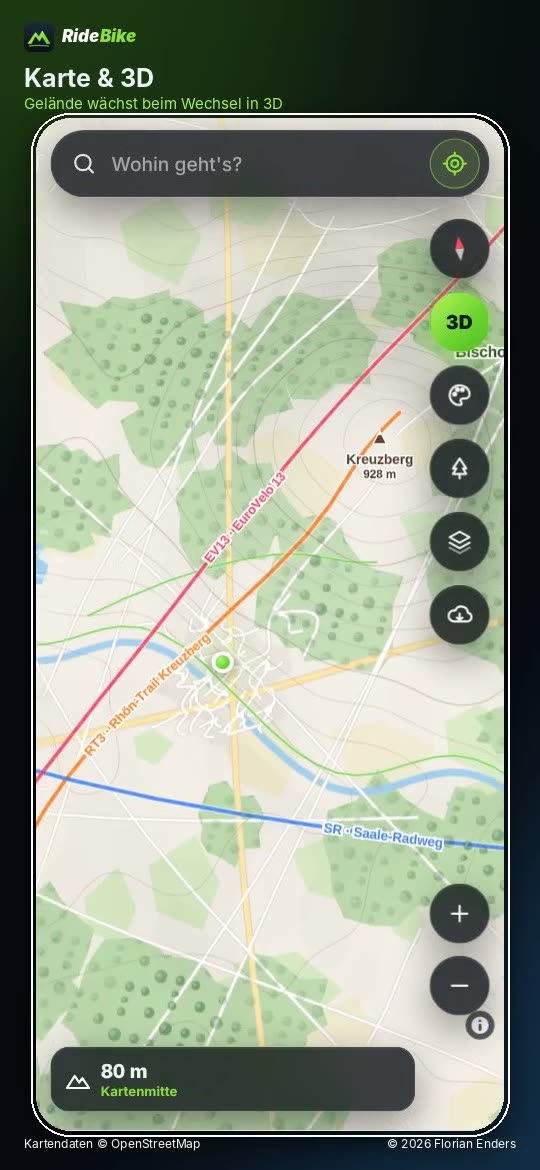 RideBike
Karte & 3D
Gelände wächst beim Wechsel in 3D
Wohin geht's?
3D
Bischo
Kreuzberg
928 m
EV13 · EuroVelo 13
RT3 · Rhön-Trail Kreuzberg
SR · Saale-Radweg
80 m
Kartenmitte
Kartendaten © OpenStreetMap
© 2026 Florian Enders